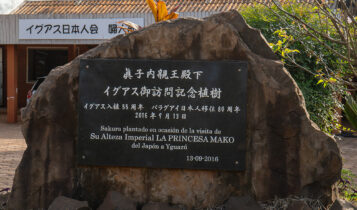 イグアス日本人会
眞子内親王殿下
イグアス御訪問記念植樹
イグアス入植 55周年 パラグアイ日本人移住 80周年
2016年9月13日
Sakura plantado en ocasión de la visita de
Su Alteza Imperial LA PRINCESA MAKO
del Japón a Yguazú
13-09-2016